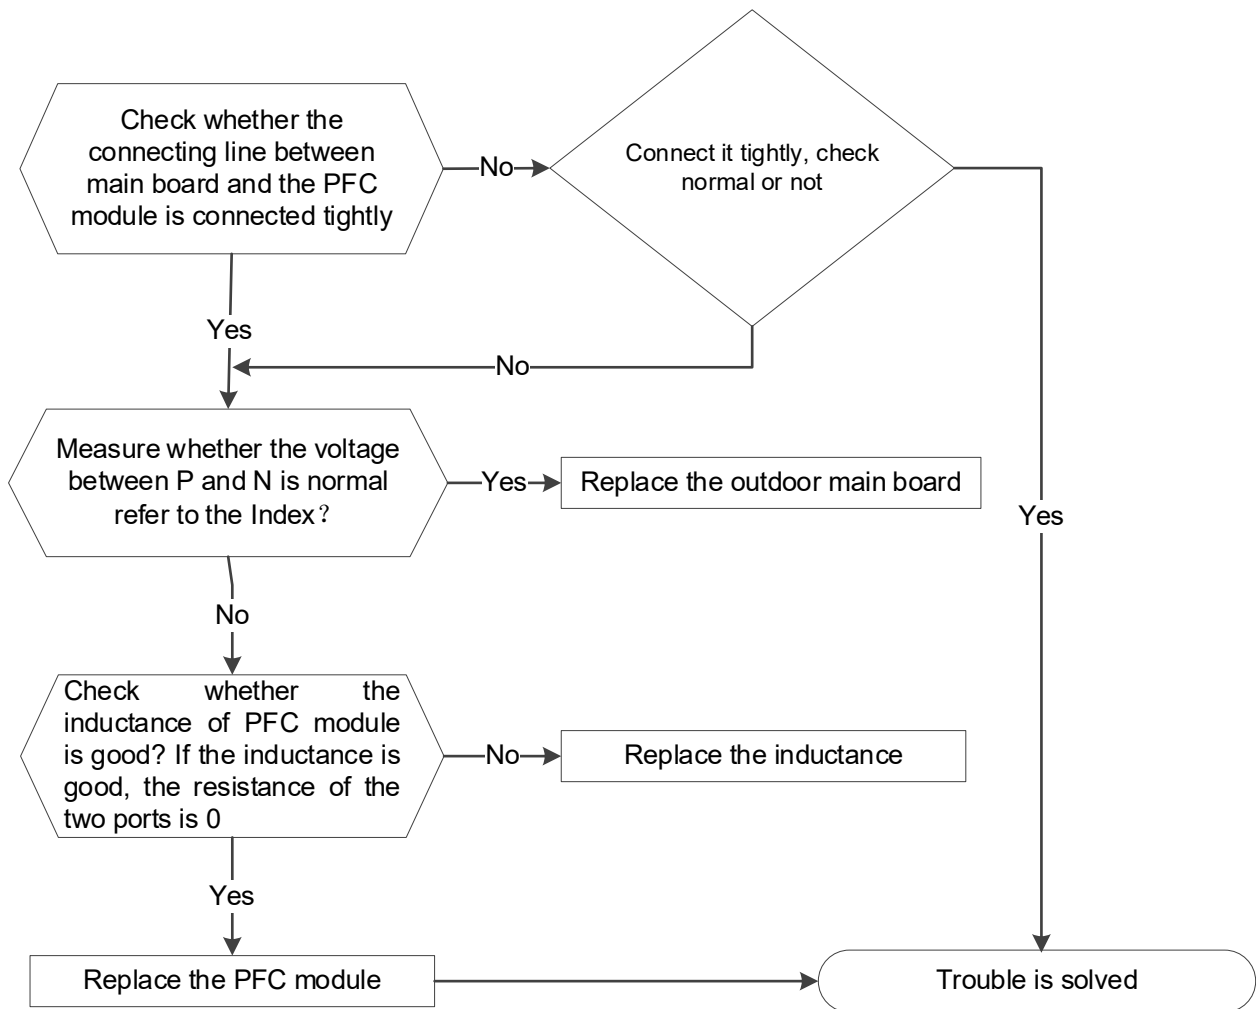 Check whether the
connecting line between
main board and the PFC
module is connected tightly
No
Connect it tightly, check
normal or not
Yes
No
Measure whether the voltage
between P and N is normal
refer to the Index？
Yes
Replace the outdoor main board
Yes
No
Check whether the
inductance of PFC module
is good? If the inductance is
good, the resistance of the
two ports is 0
No
Replace the inductance
Yes
Replace the PFC module
Trouble is solved